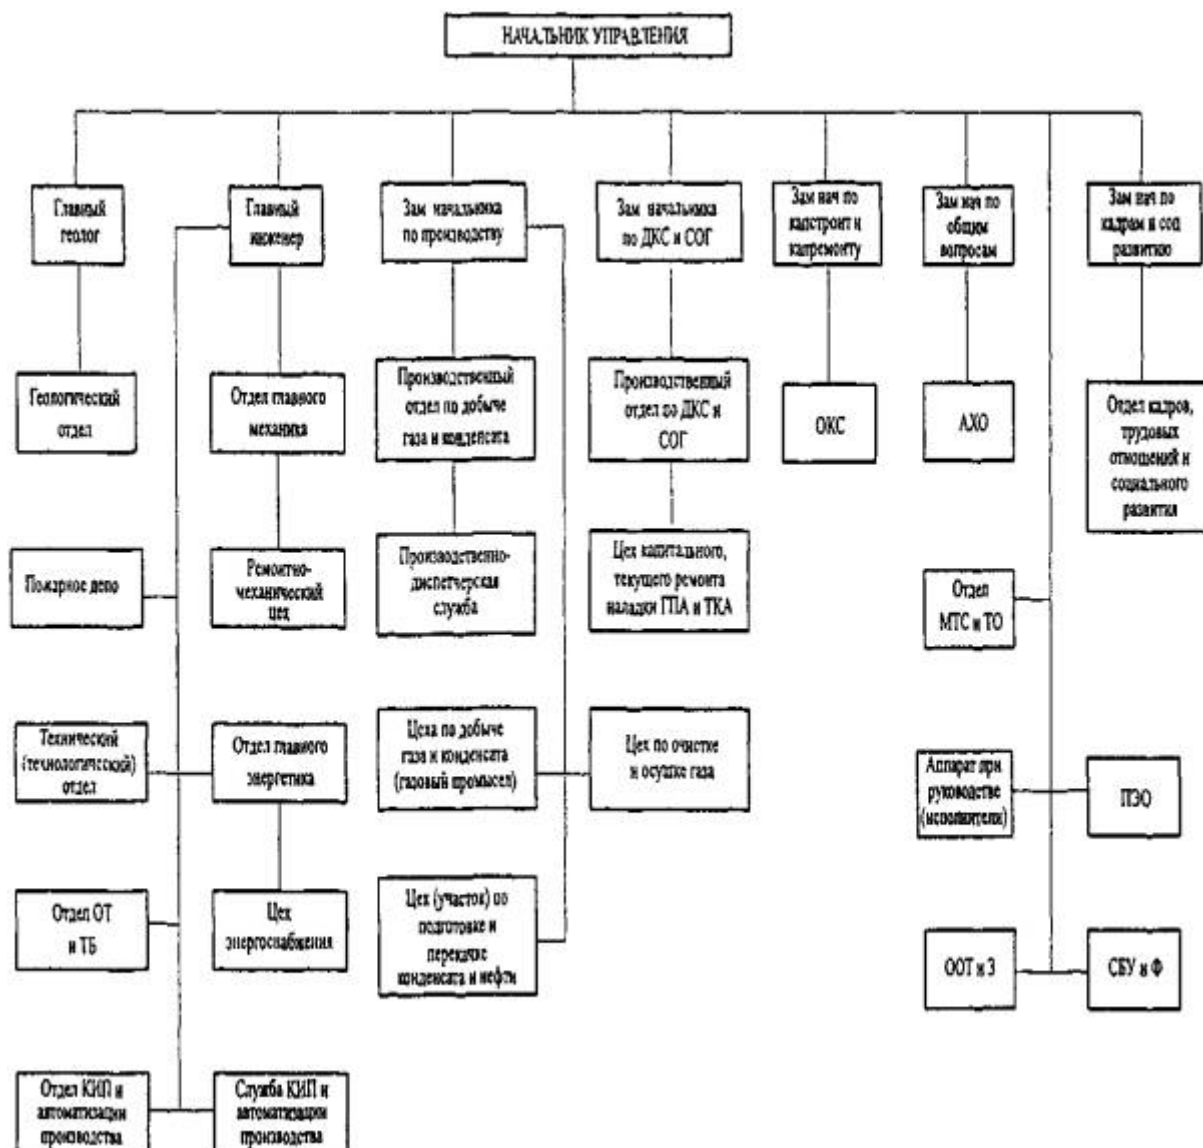 НАЧАЛЬНИК УПРАВЛЕНИЯ
Главный
геолог
Главный
инженер
Зам начальника
по производству
Зам начальника
по ДКС и СОГ
Зам нач по
капстроит и
капремонту
Зам нач по
общим
вопросам
Зам нач по
кадрам и соц
развитию
Геологический
отдел
Отдел главного
механика
Производственный
отдел по добыче
газа и конденсата
Производственный
отдел по ДКС и
СОГ
ОКС
АХО
Отдел кадров,
трудовых
отношений и
социального
развития
Пожарное депо
Ремонтно-
механический
цех
Производственно-
диспетчерская
служба
Цех капитального,
текущего ремонта
наладки ГПА и ТКА
Отдел
МТС и ТО
Технический
(технологический)
отдел
Отдел главного
энергетика
Цеха по добыче
газа и конденсата
(газовый промысел)
Цех по очистке
и осушке газа
Аппарат при
руководстве
(исполнители)
ПЭО
Отдел ОТ
и ТБ
Цех
энергоснабжения
Цех (участок) по
подготовке и
перекачке
конденсата и нефти
ООТ и З
СБУ и Ф
Отдел КИП и
автоматизации
производства
Служба КИП и
автоматизации
производства